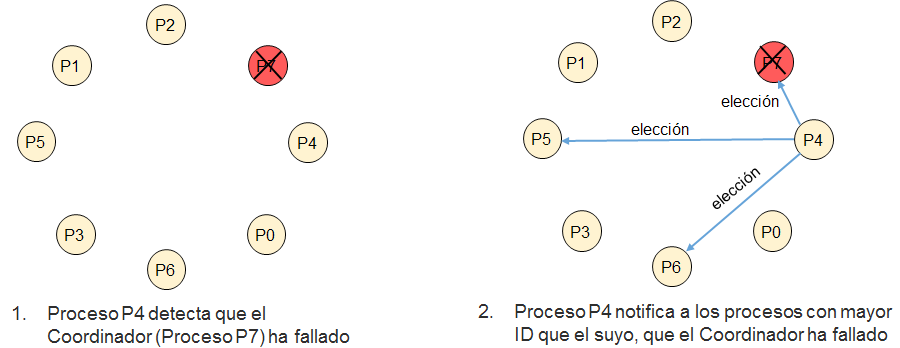 P2
P1
P7
P5
P4
P3
P0
P6
1. Proceso P4 detecta que el
Coordinador (Proceso P7) ha fallado
P2
P1
P7
elección
P5
elección
P4
elección
P3
P0
P6
2. Proceso P4 notifica a los procesos con mayor
ID que el suyo, que el Coordinador ha fallado